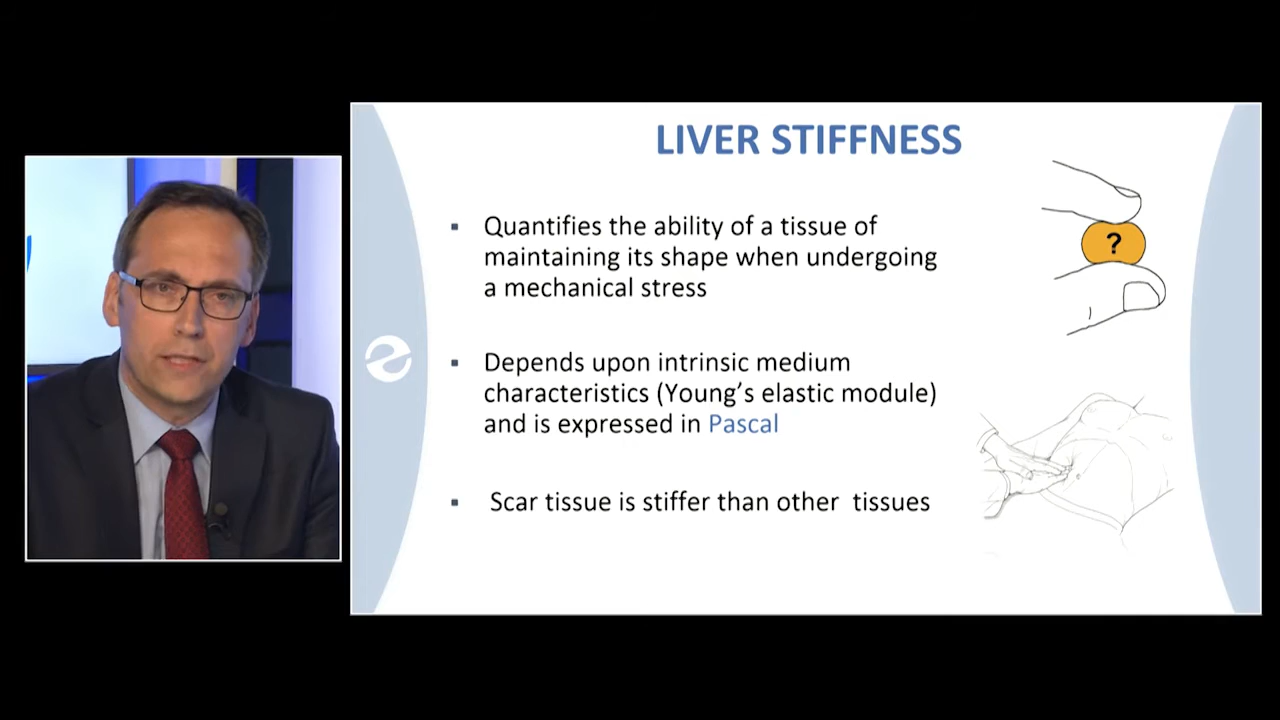 LIVER STIFFNESS
▪ Quantifies the ability of a tissue of
maintaining its shape when undergoing
a mechanical stress
?
▪ Depends upon intrinsic medium
characteristics (Young's elastic module)
and is expressed in Pascal
▪ Scar tissue is stiffer than other tissues